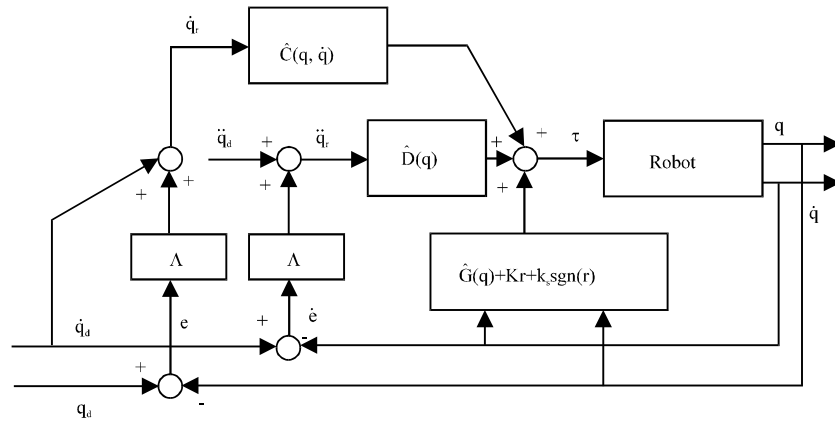 q̇r
Ĉ(q, q̇)
+
τ
q
q̈d
+
q̈r
+
D̂(q)
+
Robot
+
+
+
+
q̇
Λ
Λ
Ĝ(q)+Kr+kssgn(r)
q̇d
e
+
ė
-
+
qd
-